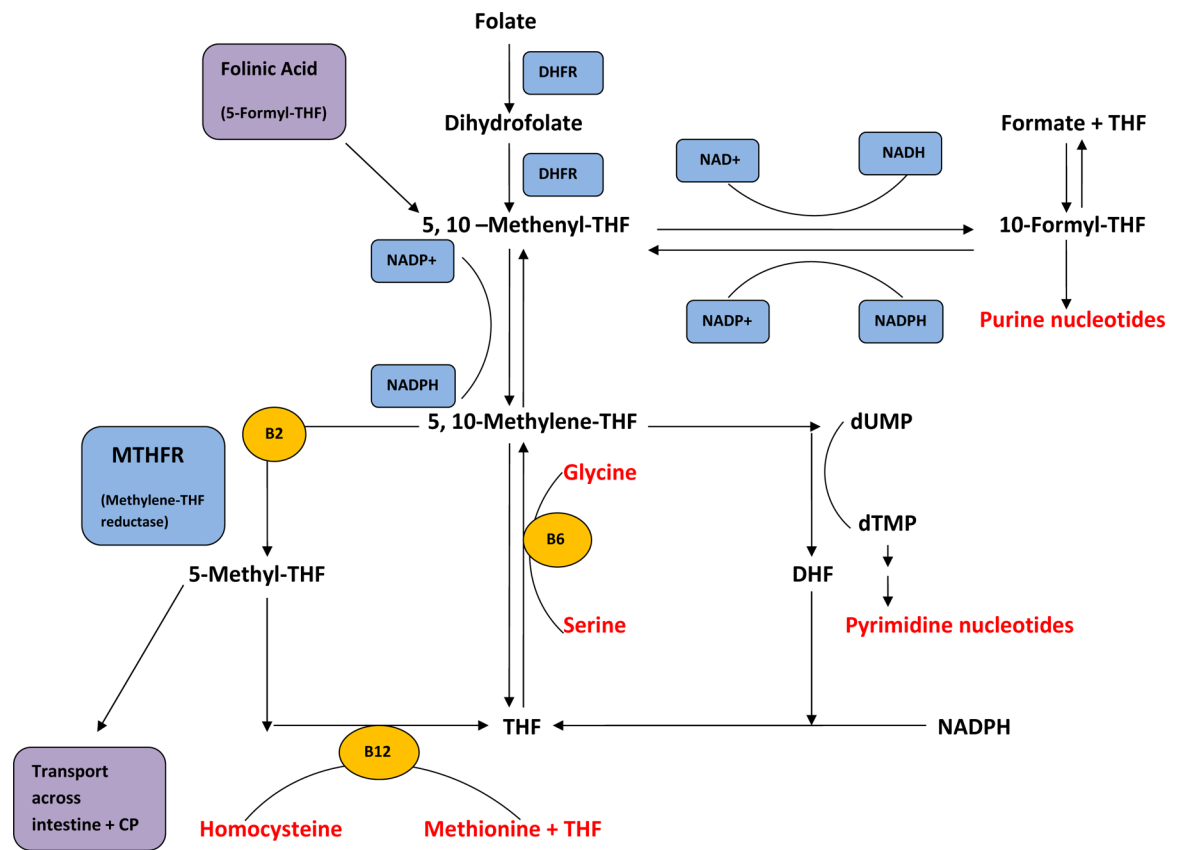 Folate
Folinic Acid
(5-Formyl-THF)
DHFR
Dihydrofolate
Formate + THF
DHFR
NAD+
NADH
5, 10 –Methenyl-THF
10-Formyl-THF
NADP+
NADP+
NADPH
Purine nucleotides
NADPH
5, 10-Methylene-THF
B2
dUMP
MTHFR
(Methylene-THF
reductase)
Glycine
B6
dTMP
5-Methyl-THF
DHF
Serine
Pyrimidine nucleotides
THF
NADPH
B12
Transport
across
intestine + CP
Homocysteine
Methionine + THF